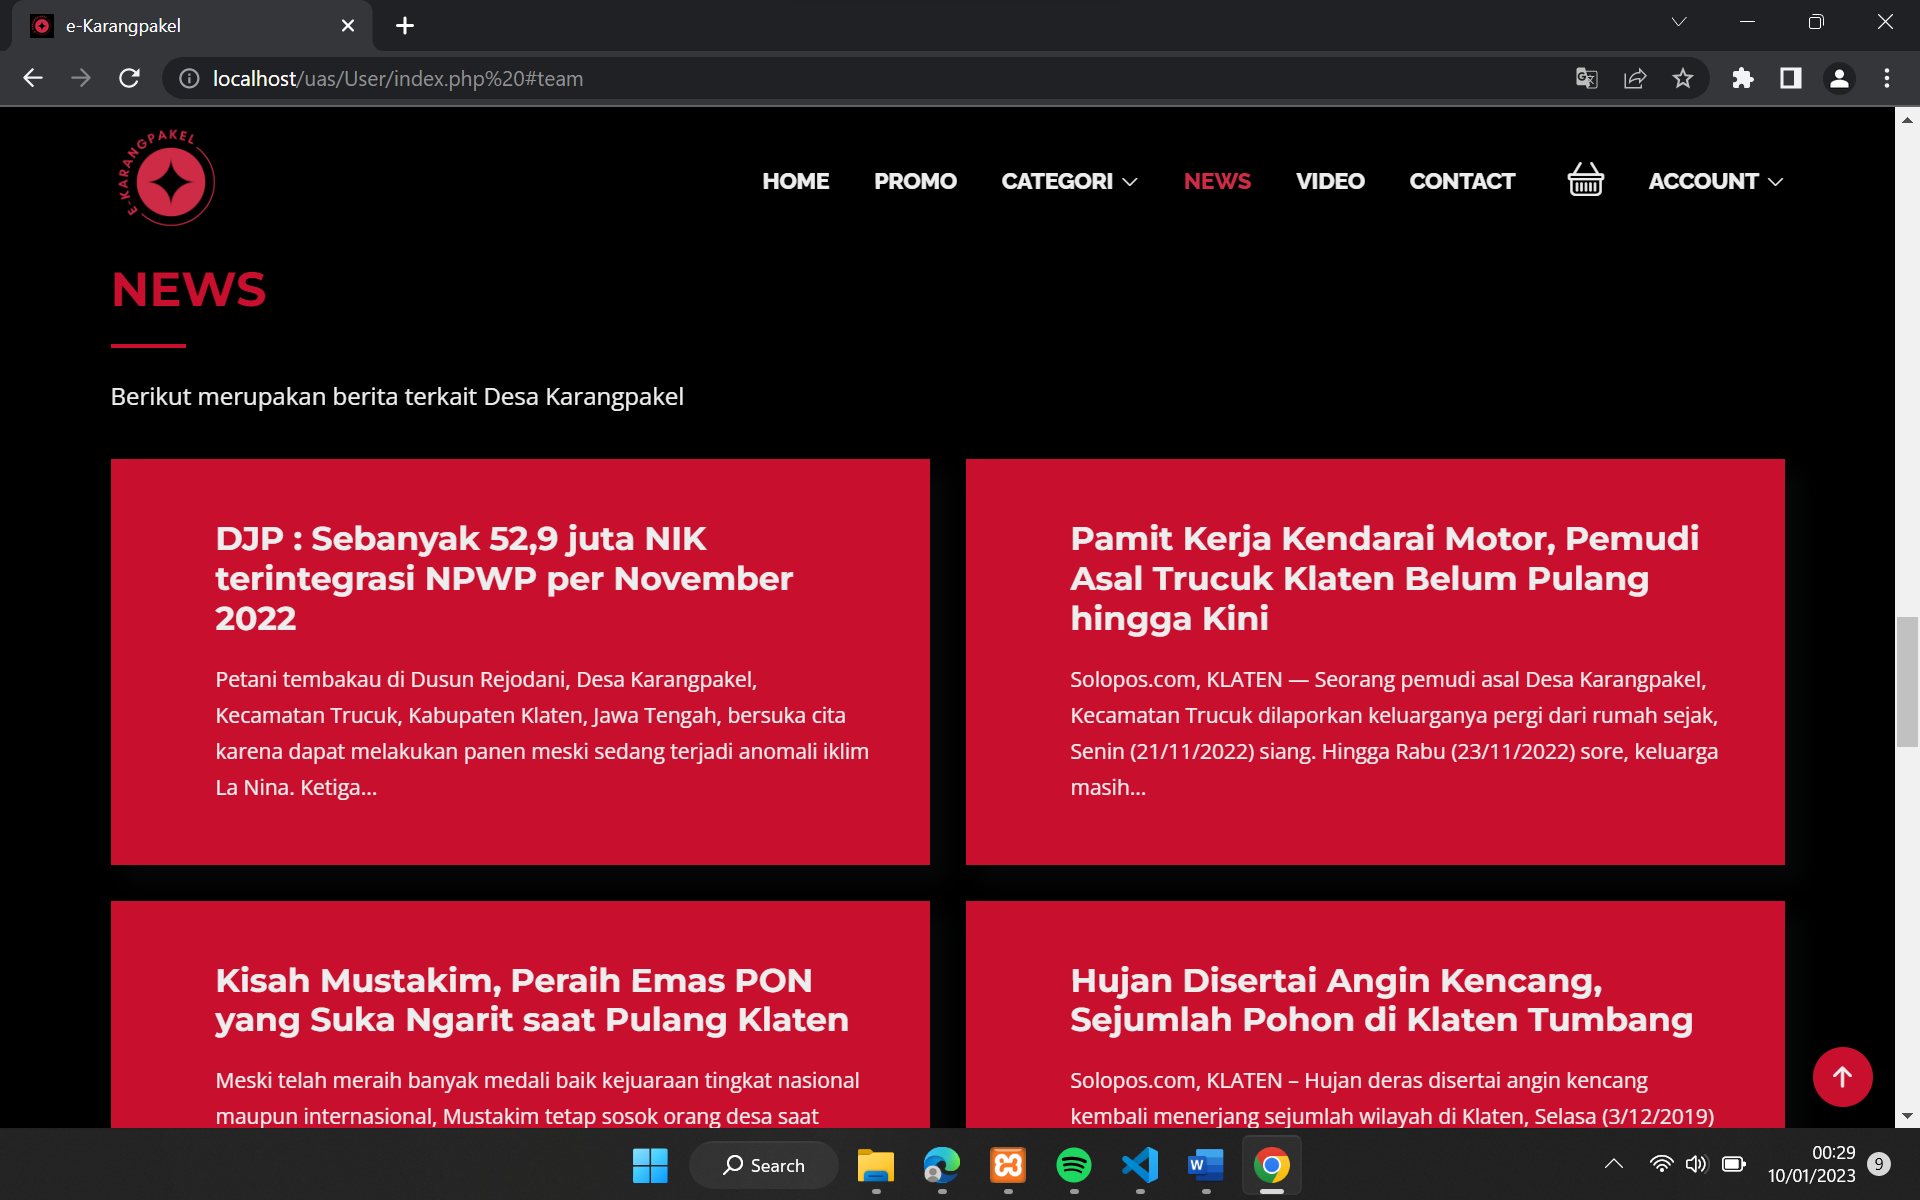 e-Karangpakel
localhost/uas/User/index.php%20#team
E-KARANGPAKEL
HOME
PROMO
CATEGORI
NEWS
VIDEO
CONTACT
ACCOUNT
NEWS
Berikut merupakan berita terkait Desa Karangpakel
DJP : Sebanyak 52,9 juta NIK
terintegrasi NPWP per November
2022
Petani tembakau di Dusun Rejodani, Desa Karangpakel,
Kecamatan Trucuk, Kabupaten Klaten, Jawa Tengah, bersuka cita
karena dapat melakukan panen meski sedang terjadi anomali iklim
La Nina. Ketiga...
Pamit Kerja Kendarai Motor, Pemudi
Asal Trucuk Klaten Belum Pulang
hingga Kini
Solopos.com, KLATEN — Seorang pemudi asal Desa Karangpakel,
Kecamatan Trucuk dilaporkan keluarganya pergi dari rumah sejak,
Senin (21/11/2022) siang. Hingga Rabu (23/11/2022) sore, keluarga
masih...
Kisah Mustakim, Peraih Emas PON
yang Suka Ngarit saat Pulang Klaten
Meski telah meraih banyak medali baik kejuaraan tingkat nasional
maupun internasional, Mustakim tetap sosok orang desa saat
Hujan Disertai Angin Kencang,
Sejumlah Pohon di Klaten Tumbang
Solopos.com, KLATEN – Hujan deras disertai angin kencang
kembali menerjang sejumlah wilayah di Klaten, Selasa (3/12/2019)
Search
W
00:29
10/01/2023
9